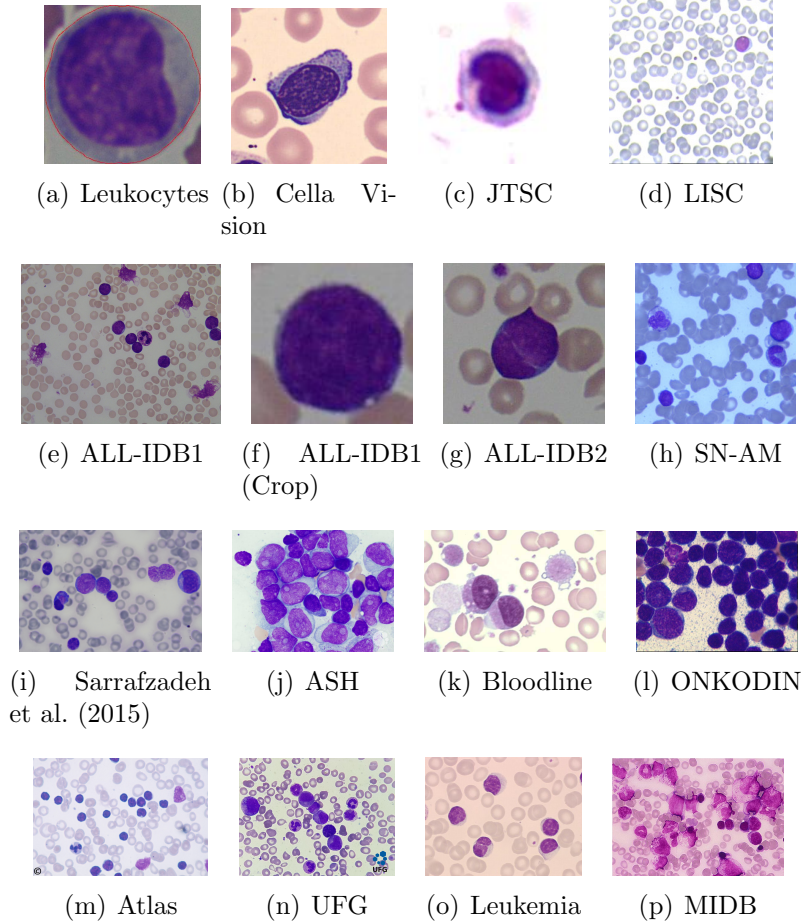 (a) Leukocytes
(b) Cella Vi-
sion
(c) JTSC
(d) LISC
(e) ALL-IDB1
(f) ALL-IDB1
(Crop)
(g) ALL-IDB2
(h) SN-AM
(i) Sarrafzadeh
et al. (2015)
(j) ASH
(k) Bloodline
(l) ONKODIN
©
UFG
(m) Atlas
(n) UFG
(o) Leukemia
(p) MIDB